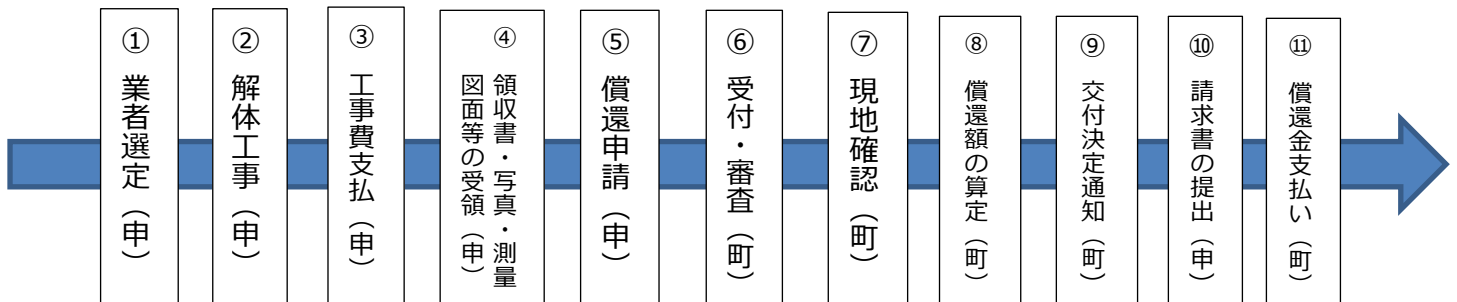 ①業者選定（申）
②解体工事（申）
③工事費支払（申）
④領収書・写真・測量
図面等の受領（申）
⑤償還申請（申）
⑥受付・審査（町）
⑦現地確認（町）
⑧償還額の算定（町）
⑨交付決定通知（町）
⑩請求書の提出（申）
⑪償還金支払い（町）